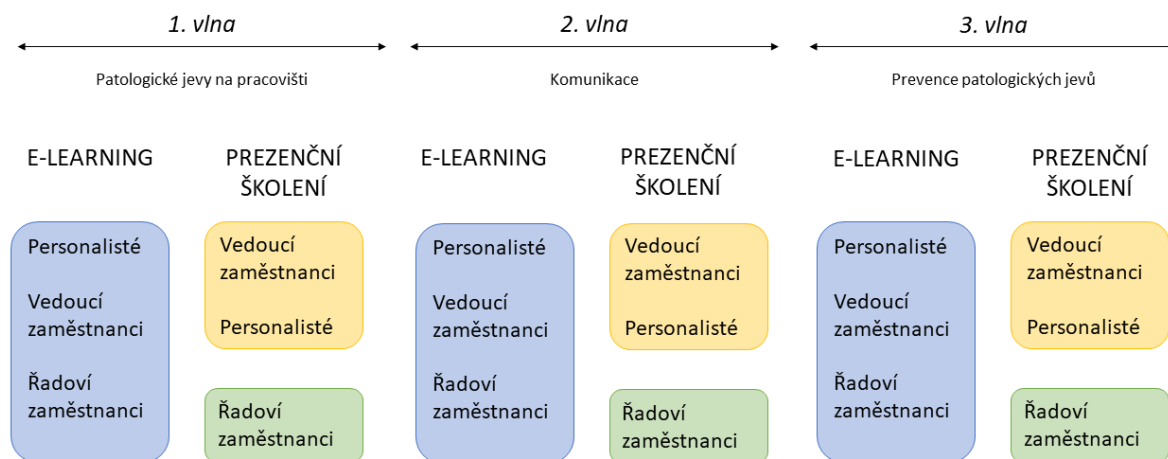 1. vlna
Patologické jevy na pracovišti
E-LEARNING
PREZENČNÍ
ŠKOLENÍ
Personalisté
Vedoucí
zaměstnanci
Řadoví
zaměstnanci
Vedoucí
zaměstnanci
Personalisté
Řadoví
zaměstnanci
2. vlna
Komunikace
E-LEARNING
PREZENČNÍ
ŠKOLENÍ
Personalisté
Vedoucí
zaměstnanci
Řadoví
zaměstnanci
Vedoucí
zaměstnanci
Personalisté
Řadoví
zaměstnanci
3. vlna
Prevence patologických jevů
E-LEARNING
PREZENČNÍ
ŠKOLENÍ
Personalisté
Vedoucí
zaměstnanci
Řadoví
zaměstnanci
Vedoucí
zaměstnanci
Personalisté
Řadoví
zaměstnanci